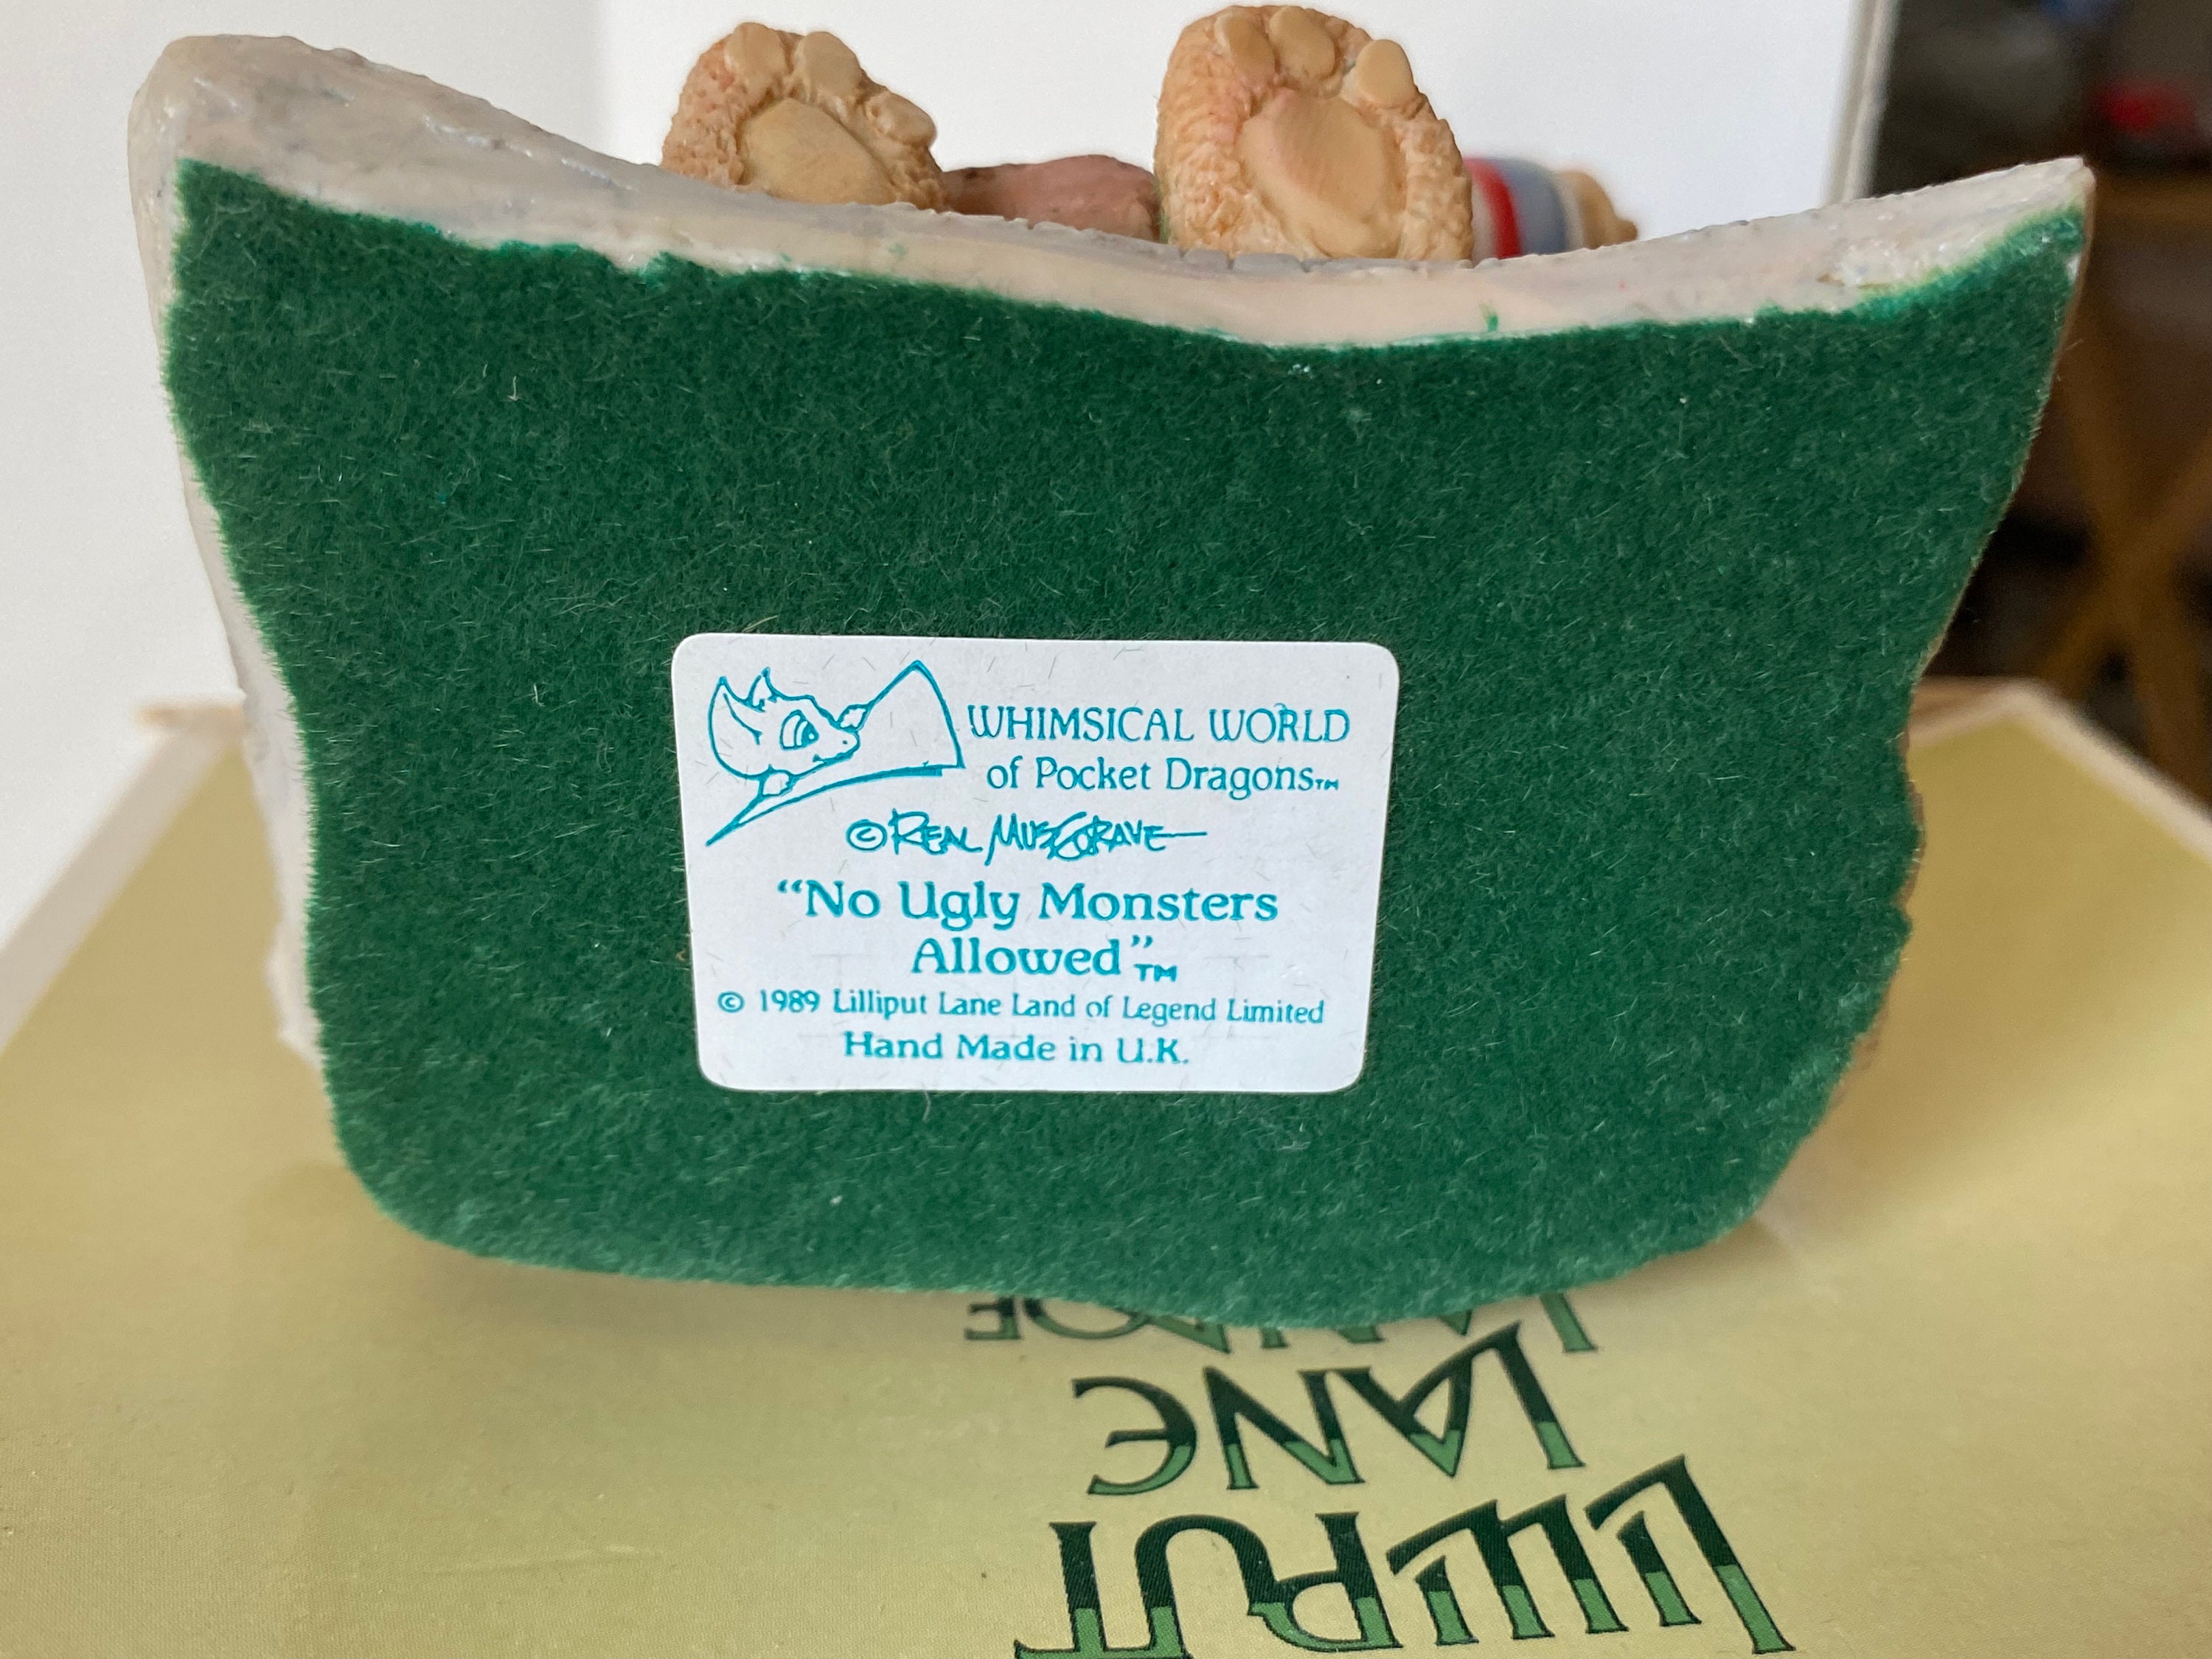 WHIMSICAL WORLD
of Pocket Dragons™
© REAL MUSGRAVE
"No Ugly Monsters
Allowed"™
© 1989 Lilliput Lane Land of Legend Limited
Hand Made in U.K.
LANE
LILLIPUT